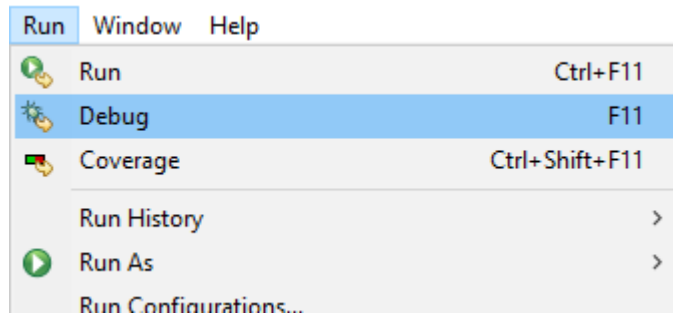 Run Window Help
Run Ctrl+F11
Debug F11
Coverage Ctrl+Shift+F11
Run History
Run As
Run Configurations...